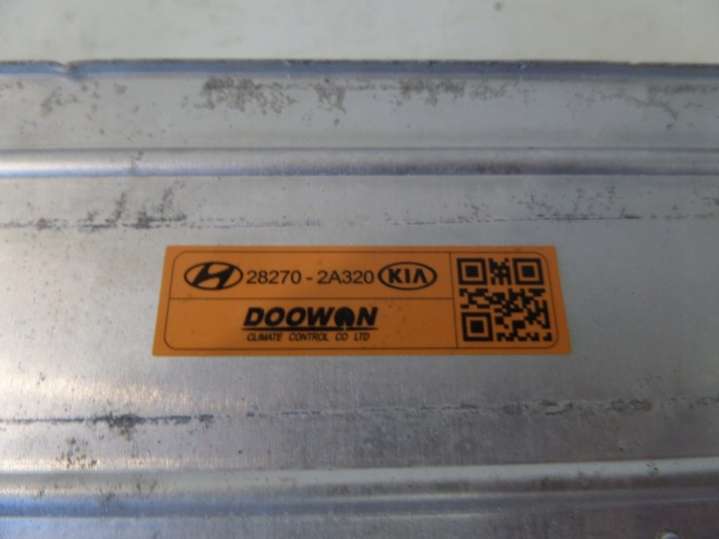 28270 - 2A320 KIA
DOOWON
CLIMATE CONTROL CO LTD